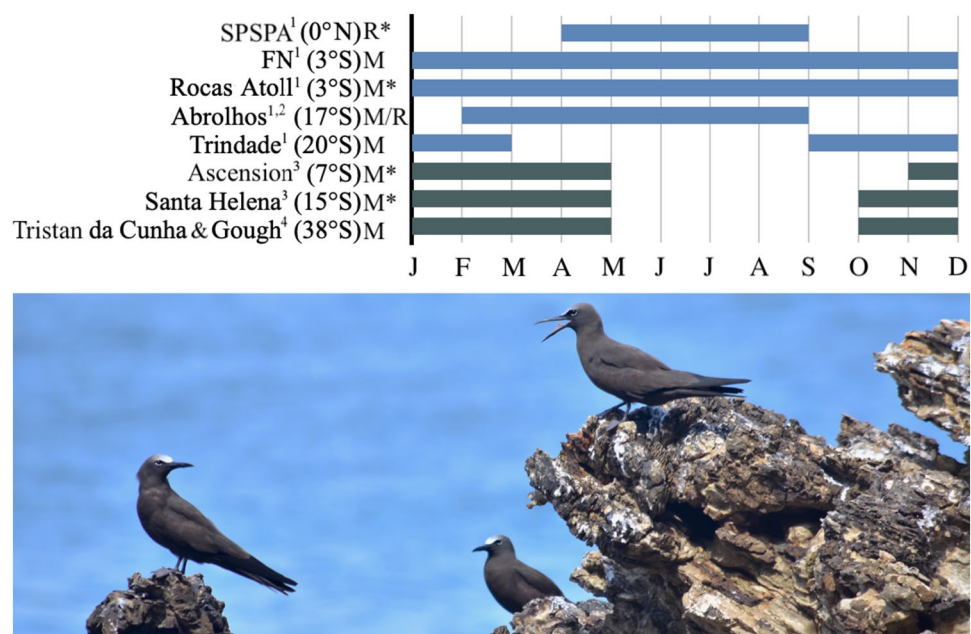 SPSPA¹ (0°N) R*
FN¹ (3°S) M
Rocas Atoll¹ (3°S) M*
Abrolhos¹,² (17°S) M/R
Trindade¹ (20°S) M
Ascension³ (7°S) M*
Santa Helena³ (15°S) M*
Tristan da Cunha & Gough⁴ (38°S) M
J F M A M J J A S O N D